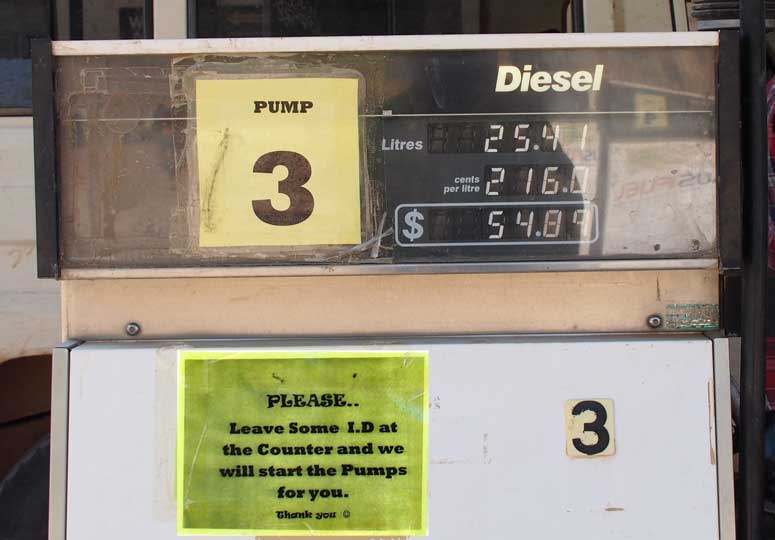 Diesel
PUMP
3
Litres 25.41
cents per litre 216.0
$ 54.89
PLEASE..
Leave Some I.D at
the Counter and we
will start the Pumps
for you.
Thank you ☺
3